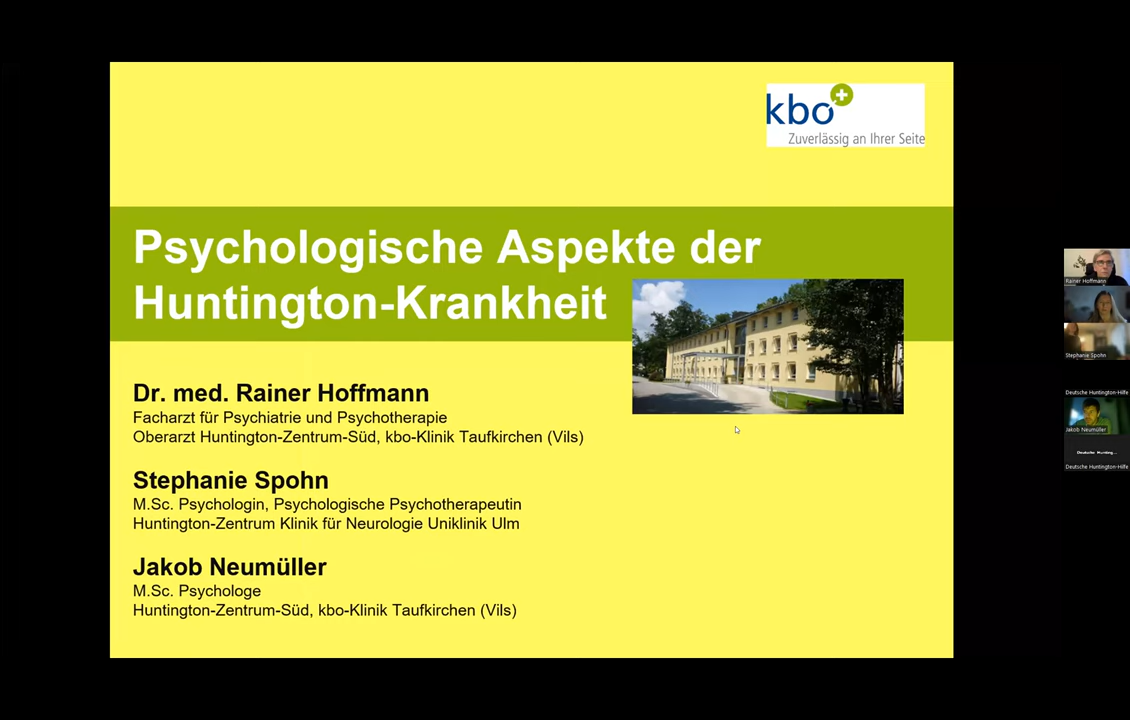 kbo
Zuverlässig an Ihrer Seite
Psychologische Aspekte der
Huntington-Krankheit
Dr. med. Rainer Hoffmann
Facharzt für Psychiatrie und Psychotherapie
Oberarzt Huntington-Zentrum-Süd, kbo-Klinik Taufkirchen (Vils)
Stephanie Spohn
M.Sc. Psychologin, Psychologische Psychotherapeutin
Huntington-Zentrum Klinik für Neurologie Uniklinik Ulm
Jakob Neumüller
M.Sc. Psychologe
Huntington-Zentrum-Süd, kbo-Klinik Taufkirchen (Vils)
Rainer Hoffmann
Stephanie Spohn
Deutsche Huntington-Hilfe
Jakob Neumüller
Deutsche Hunting...
Deutsche Huntington-Hilfe